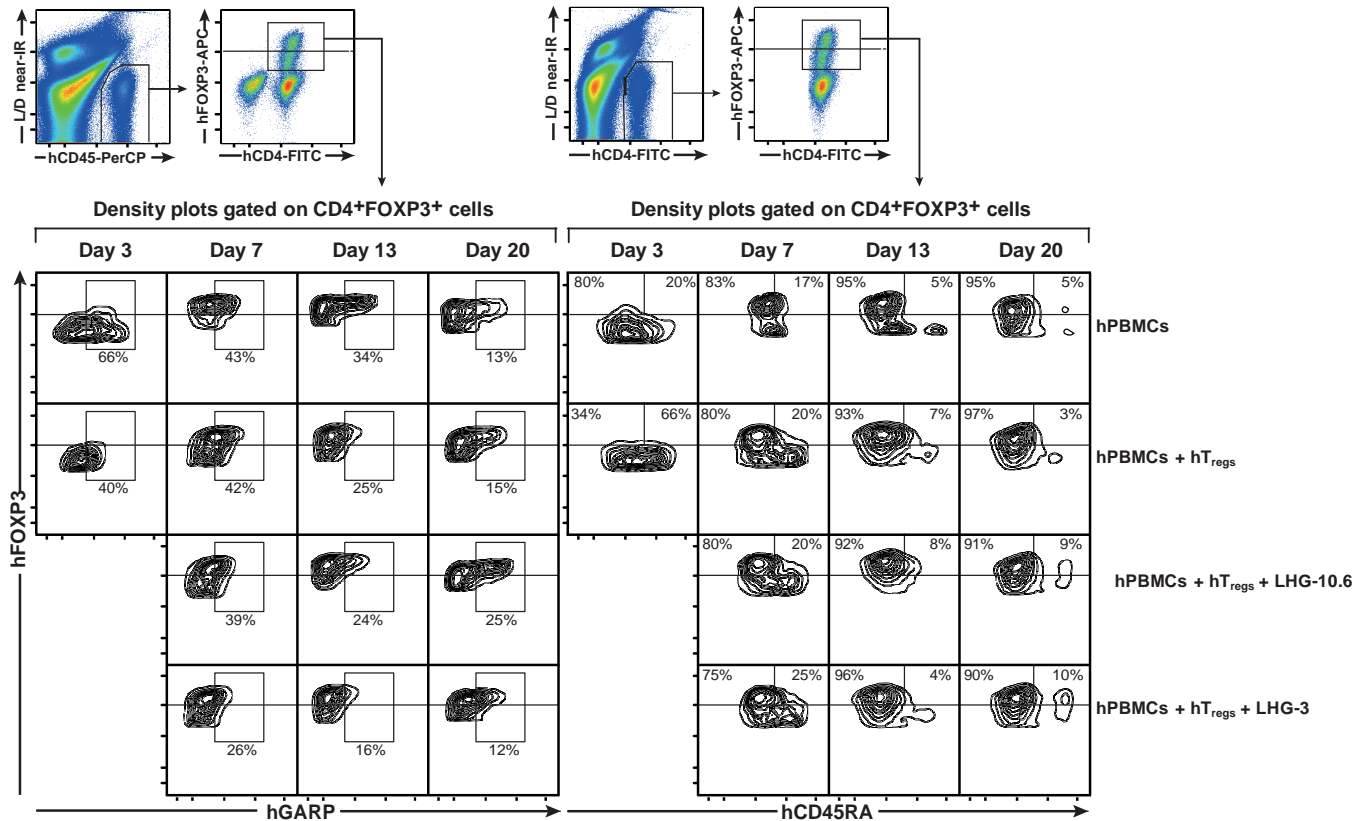 L/D near-IR
hCD45-PerCP
hFOXP3-APC
hCD4-FITC
L/D near-IR
hCD4-FITC
hFOXP3-APC
hCD4-FITC
Density plots gated on CD4+FOXP3+ cells
Density plots gated on CD4+FOXP3+ cells
Day 3 Day 7 Day 13 Day 20 Day 3 Day 7 Day 13 Day 20
80% 20% 83% 17% 95% 5% 95% 5%
hPBMCs
66% 43% 34% 13%
34% 66% 80% 20% 93% 7% 97% 3%
hPBMCs + hTregs
40% 42% 25% 15%
hFOXP3
80% 20% 92% 8% 91% 9%
hPBMCs + hTregs + LHG-10.6
39% 24% 25%
75% 25% 96% 4% 90% 10%
hPBMCs + hTregs + LHG-3
26% 16% 12%
hGARP hCD45RA